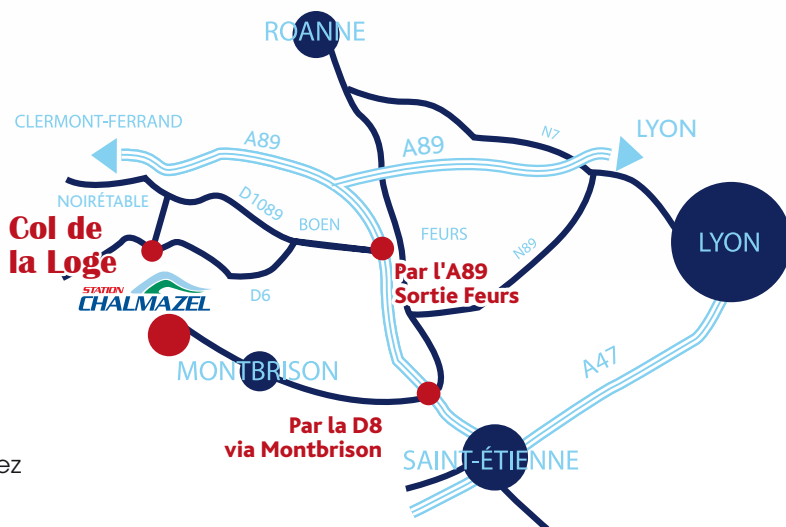 ROANNE
CLERMONT-FERRAND
A89
A89
N7
LYON
NOIRÉTABLE
D1089
BOEN
FEURS
N89
LYON
Col de
la Loge
Par l'A89
Sortie Feurs
STATION
CHALMAZEL
D6
MONTBRISON
A47
Par la D8
via Montbrison
SAINT-ÉTIENNE
ez